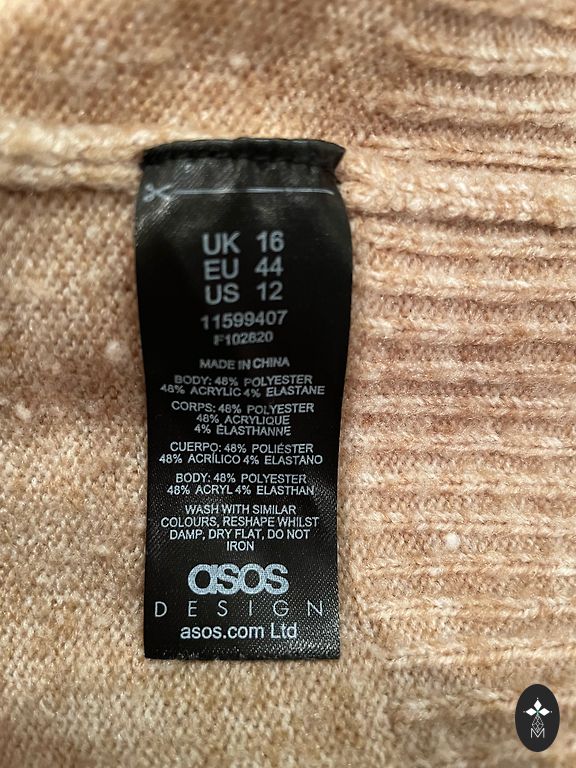 UK 16
EU 44
US 12
11599407
F102820
MADE IN CHINA
BODY: 48% POLYESTER
48% ACRYLIC 4% ELASTANE
CORPS: 48% POLYESTER
48% ACRYLIQUE
4% ELASTHANNE
CUERPO: 48% POLIÉSTER
48% ACRÍLICO 4% ELASTANO
BODY: 48% POLYESTER
48% ACRYL 4% ELASTHAN
WASH WITH SIMILAR
COLOURS, RESHAPE WHILST
DAMP, DRY FLAT, DO NOT
IRON
asos
DESIGN
asos.com Ltd
M